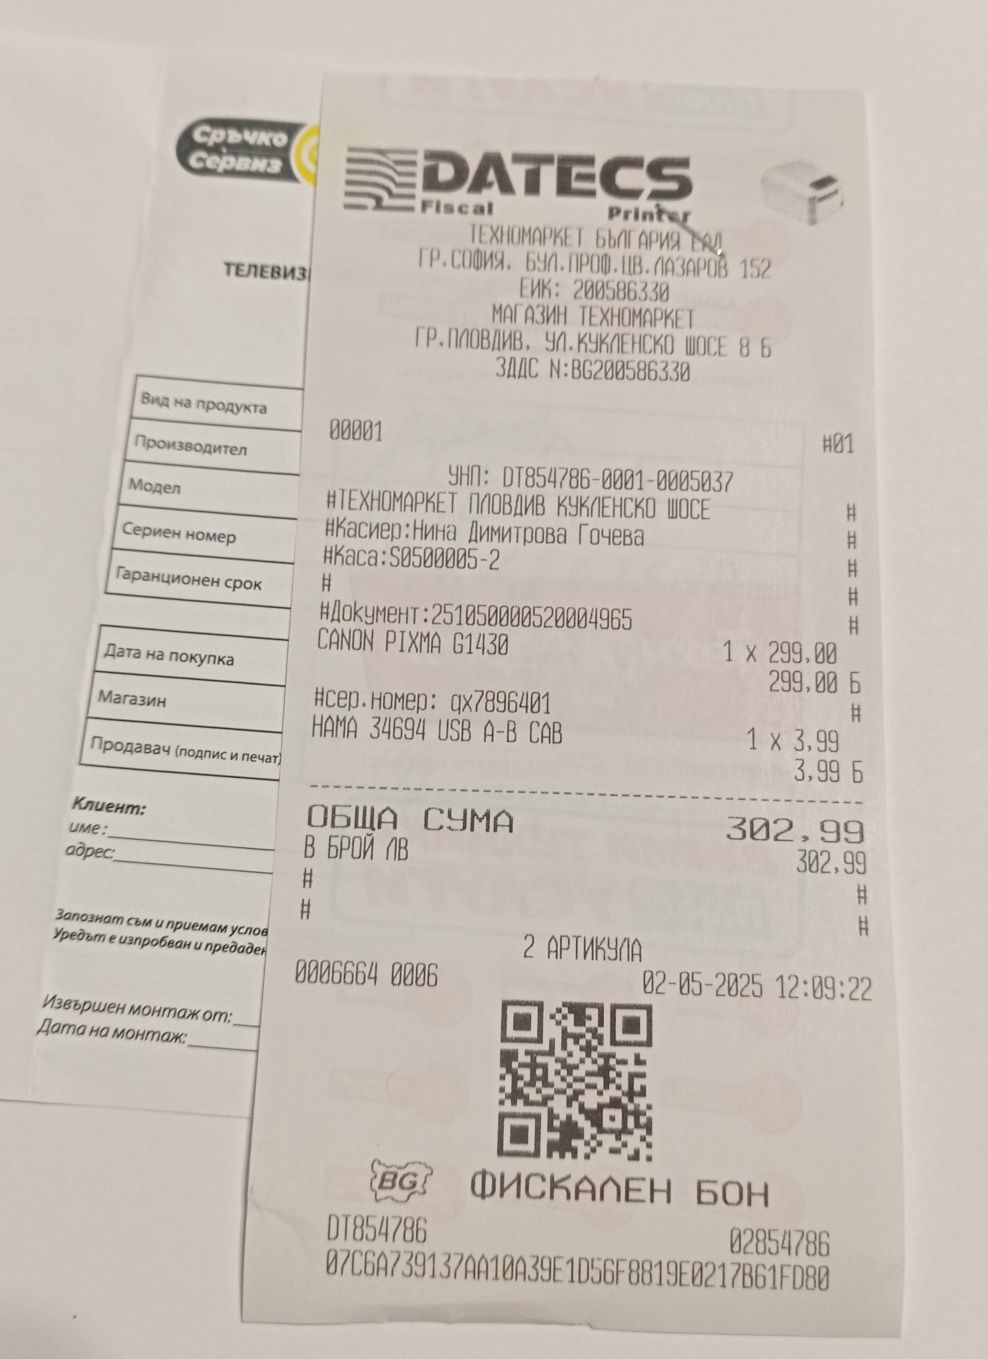 Сръчко
Сервиз
ТЕЛЕВИЗ
Вид на продукта
Производител
Модел
Сериен номер
Гаранционен срок
Дата на покупка
Магазин
Продавач (подпис и печат)
Клиент:
име:
адрес:
Запознат съм и приемам услов
Уредът е изпробван и предаден
Извършен монтаж от:
Дата на монтаж:
DATECS
Fiscal Printer
ТЕХНОМАРКЕТ БЪЛГАРИЯ ЕАД
ГР.СОФИЯ, БУЛ.ПРОФ.ЦВ.ЛАЗАРОВ 152
ЕИК: 200586330
МАГАЗИН ТЕХНОМАРКЕТ
ГР.ПЛОВДИВ, УЛ.КУКЛЕНСКО ШОСЕ 8 Б
ЗДДС N:BG200586330
00001 #01
УНП: DT854786-0001-0005037
#ТЕХНОМАРКЕТ ПЛОВДИВ КУКЛЕНСКО ШОСЕ #
#Касиер:Нина Димитрова Гочева #
#Каса:S0500005-2 #
# #
#Документ:251050000520004965 #
CANON PIXMA G1430 1 x 299,00
299,00 Б
#сер.номер: qx7896401 #
HAMA 34694 USB A-B CAB 1 x 3,99
3,99 Б
ОБЩА СУМА 302,99
В БРОЙ ЛВ 302,99
# #
# #
2 АРТИКУЛА
0006664 0006 02-05-2025 12:09:22
BG ФИСКАЛЕН БОН
DT854786 02854786
07C6A739137AA10A39E1D56F8819E0217B61FD80